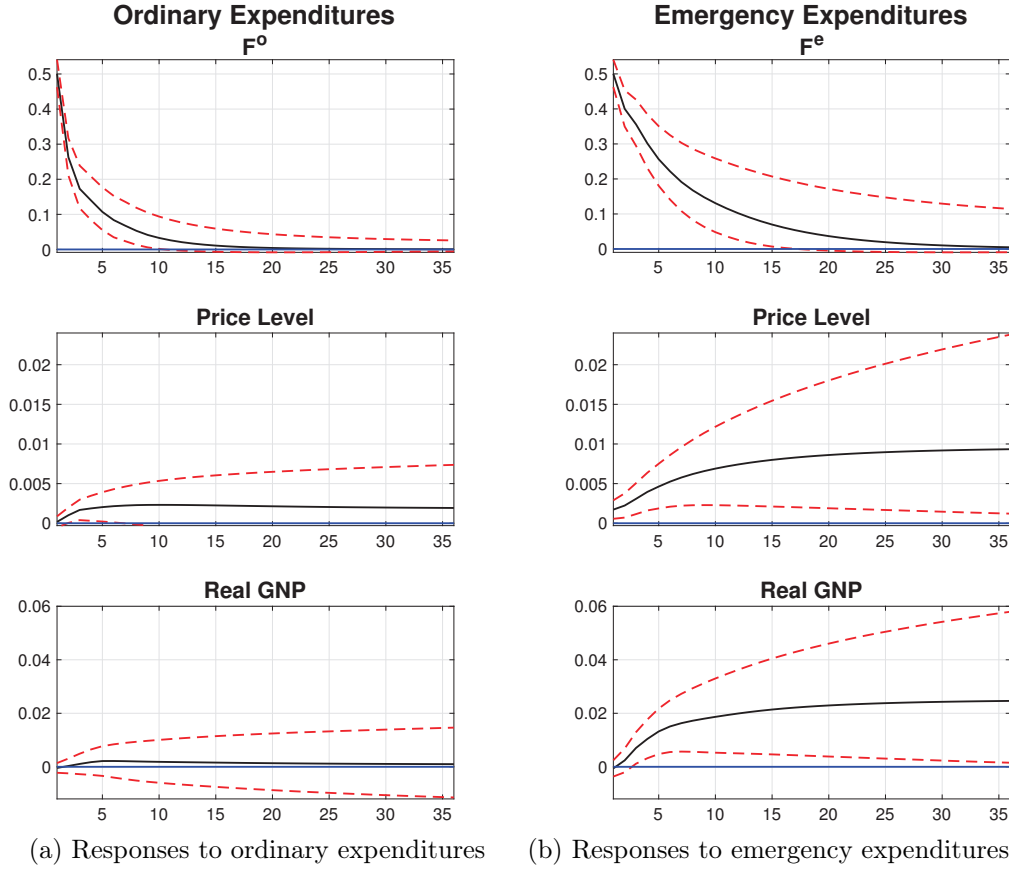 Ordinary Expenditures
F^o
0.5
0.4
0.3
0.2
0.1
0
5 10 15 20 25 30 35
Price Level
0.02
0.015
0.01
0.005
0
5 10 15 20 25 30 35
Real GNP
0.06
0.04
0.02
0
5 10 15 20 25 30 35
(a) Responses to ordinary expenditures
Emergency Expenditures
F^e
0.5
0.4
0.3
0.2
0.1
0
5 10 15 20 25 30 35
Price Level
0.02
0.015
0.01
0.005
0
5 10 15 20 25 30 35
Real GNP
0.06
0.04
0.02
0
5 10 15 20 25 30 35
(b) Responses to emergency expenditures